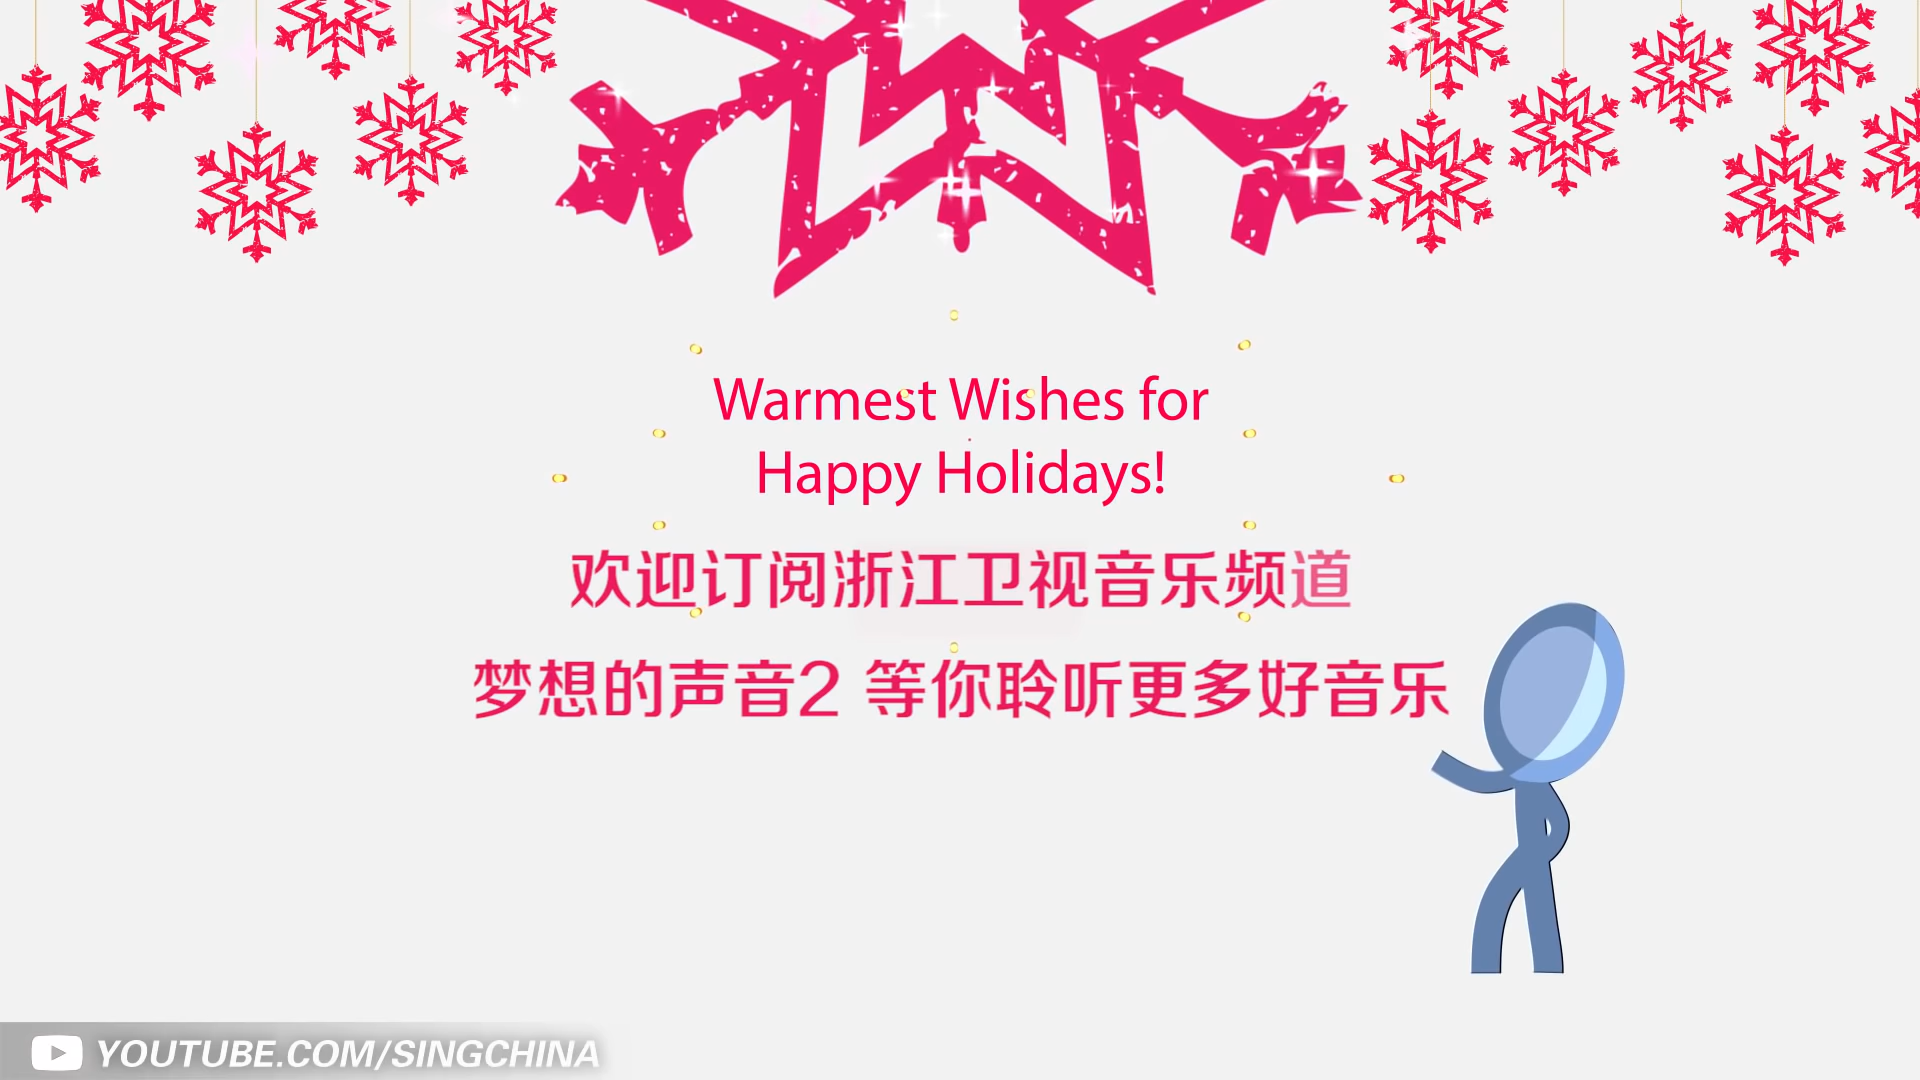 Warmest Wishes for
Happy Holidays!
欢迎订阅浙江卫视音乐频道
梦想的声音2 等你聆听更多好音乐
YOUTUBE.COM/SINGCHINA